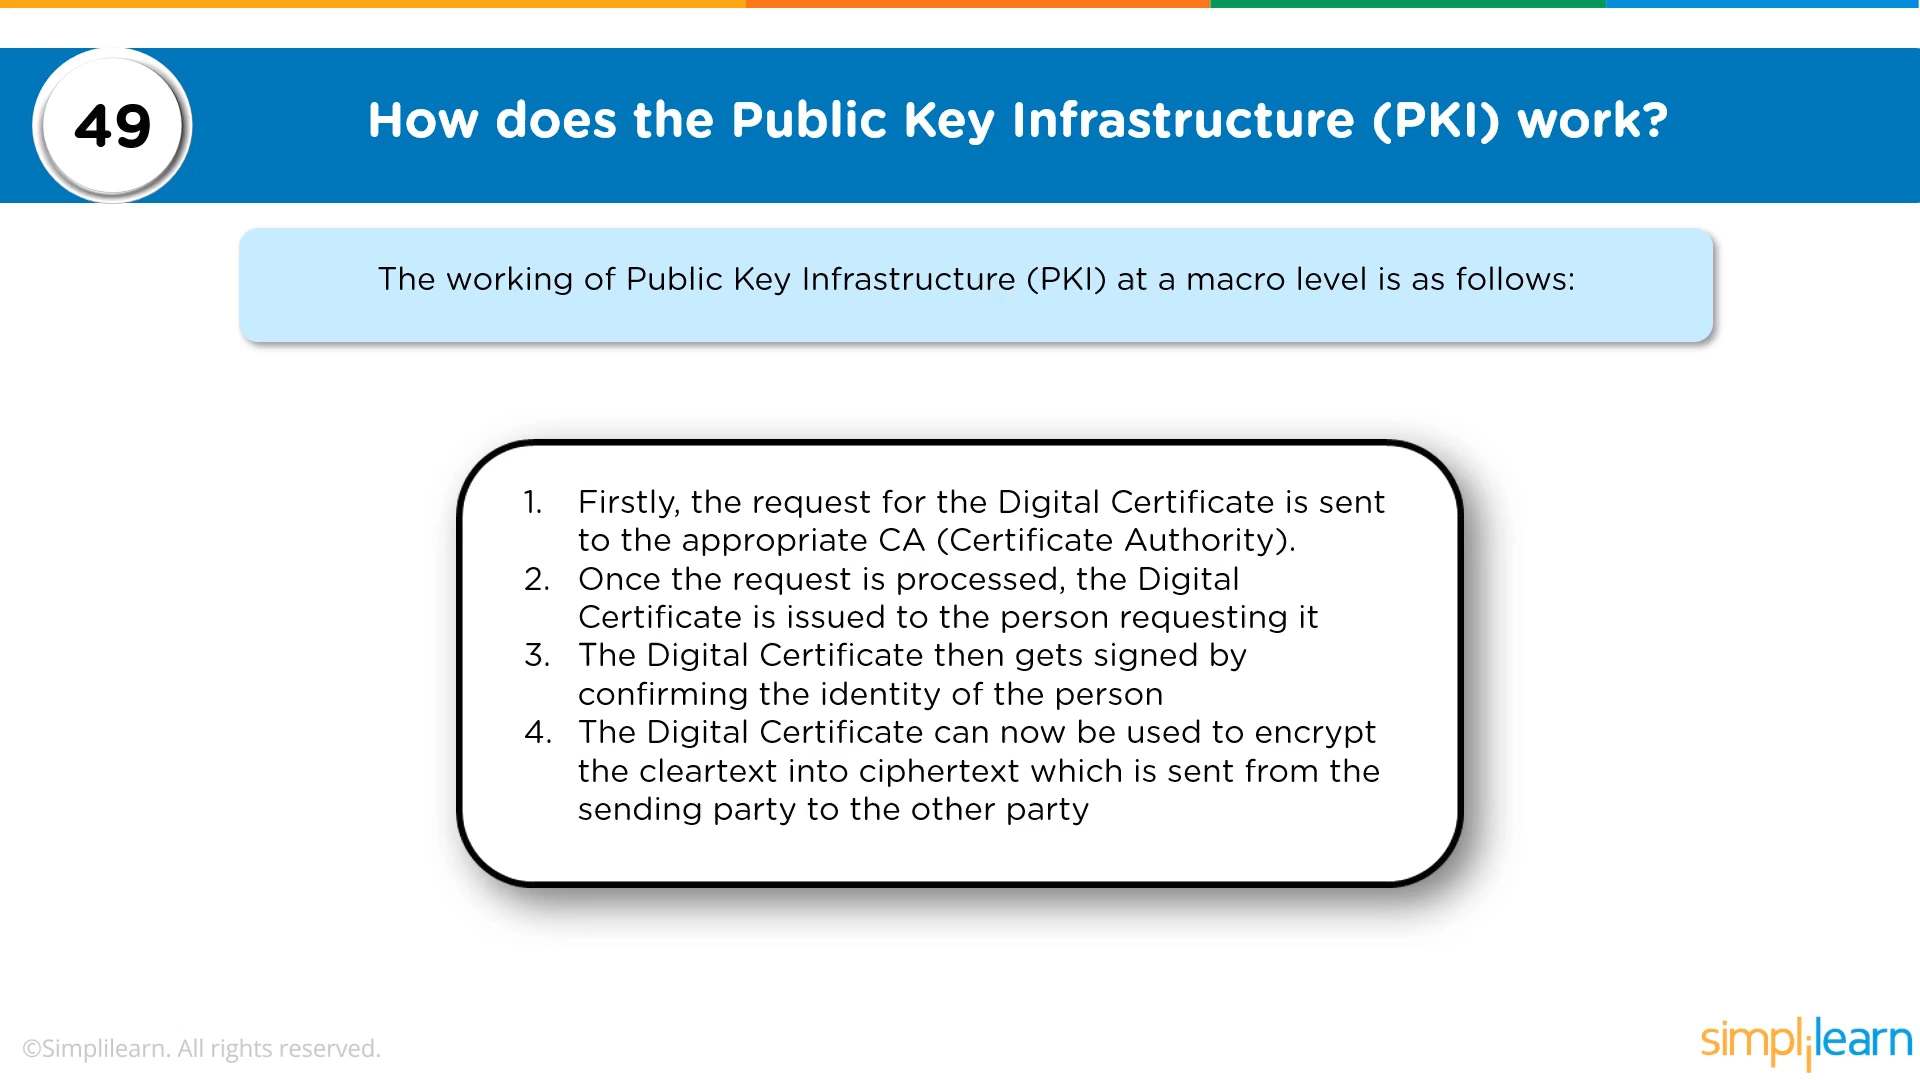 49
How does the Public Key Infrastructure (PKI) work?
The working of Public Key Infrastructure (PKI) at a macro level is as follows:
1. Firstly, the request for the Digital Certificate is sent
to the appropriate CA (Certificate Authority).
2. Once the request is processed, the Digital
Certificate is issued to the person requesting it
3. The Digital Certificate then gets signed by
confirming the identity of the person
4. The Digital Certificate can now be used to encrypt
the cleartext into ciphertext which is sent from the
sending party to the other party
©Simplilearn. All rights reserved.
simplilearn